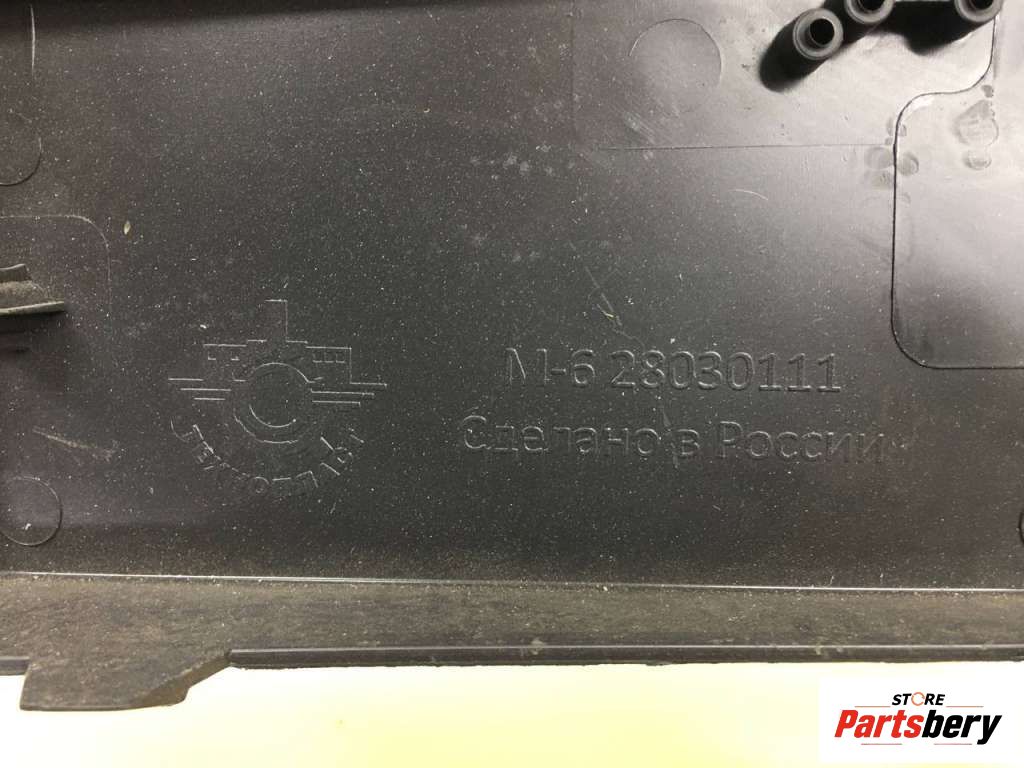 М-6 28030111
Сделано в России
STORE
Partsbery